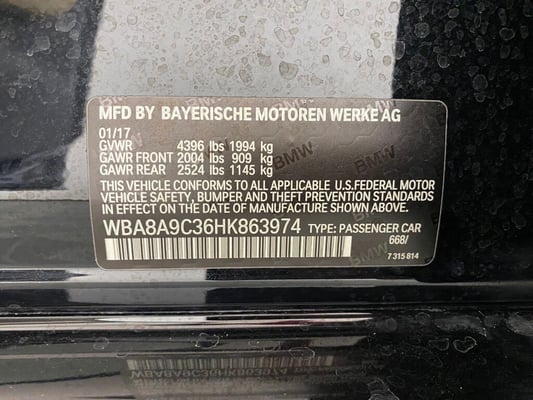 MFD BY BAYERISCHE MOTOREN WERKE AG
01/17
GVWR 4396 lbs 1994 kg
GAWR FRONT 2004 lbs 909 kg
GAWR REAR 2524 lbs 1145 kg
THIS VEHICLE CONFORMS TO ALL APPLICABLE U.S.FEDERAL MOTOR
VEHICLE SAFETY, BUMPER AND THEFT PREVENTION STANDARDS
IN EFFECT ON THE DATE OF MANUFACTURE SHOWN ABOVE.
WBA8A9C36HK863974 TYPE: PASSENGER CAR
668/
7 315 814
BMW
BMW
WBA8A9C36HK863974